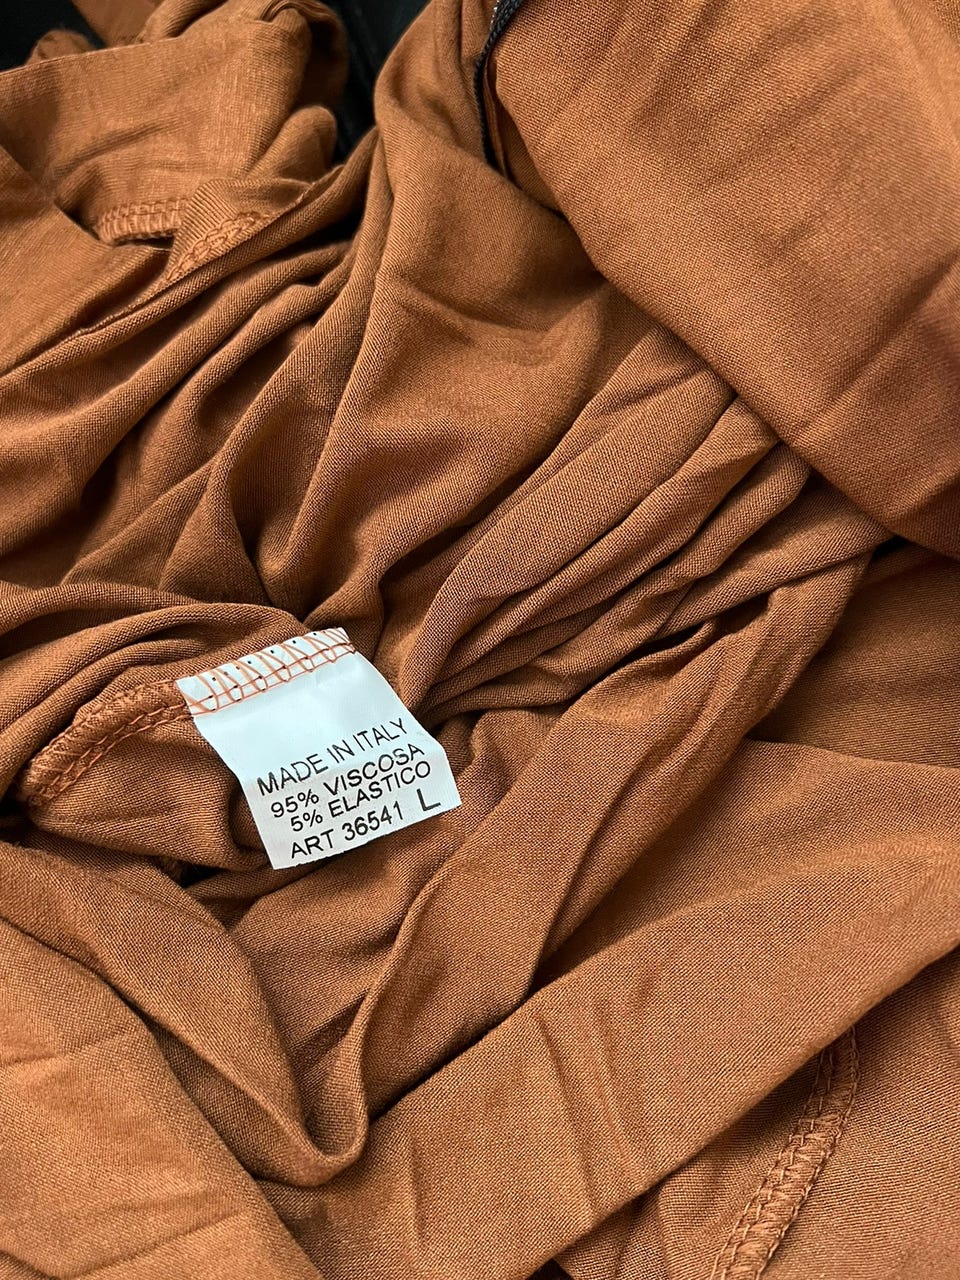 MADE IN ITALY
95% VISCOSA
5% ELASTICO
ART 36541 L